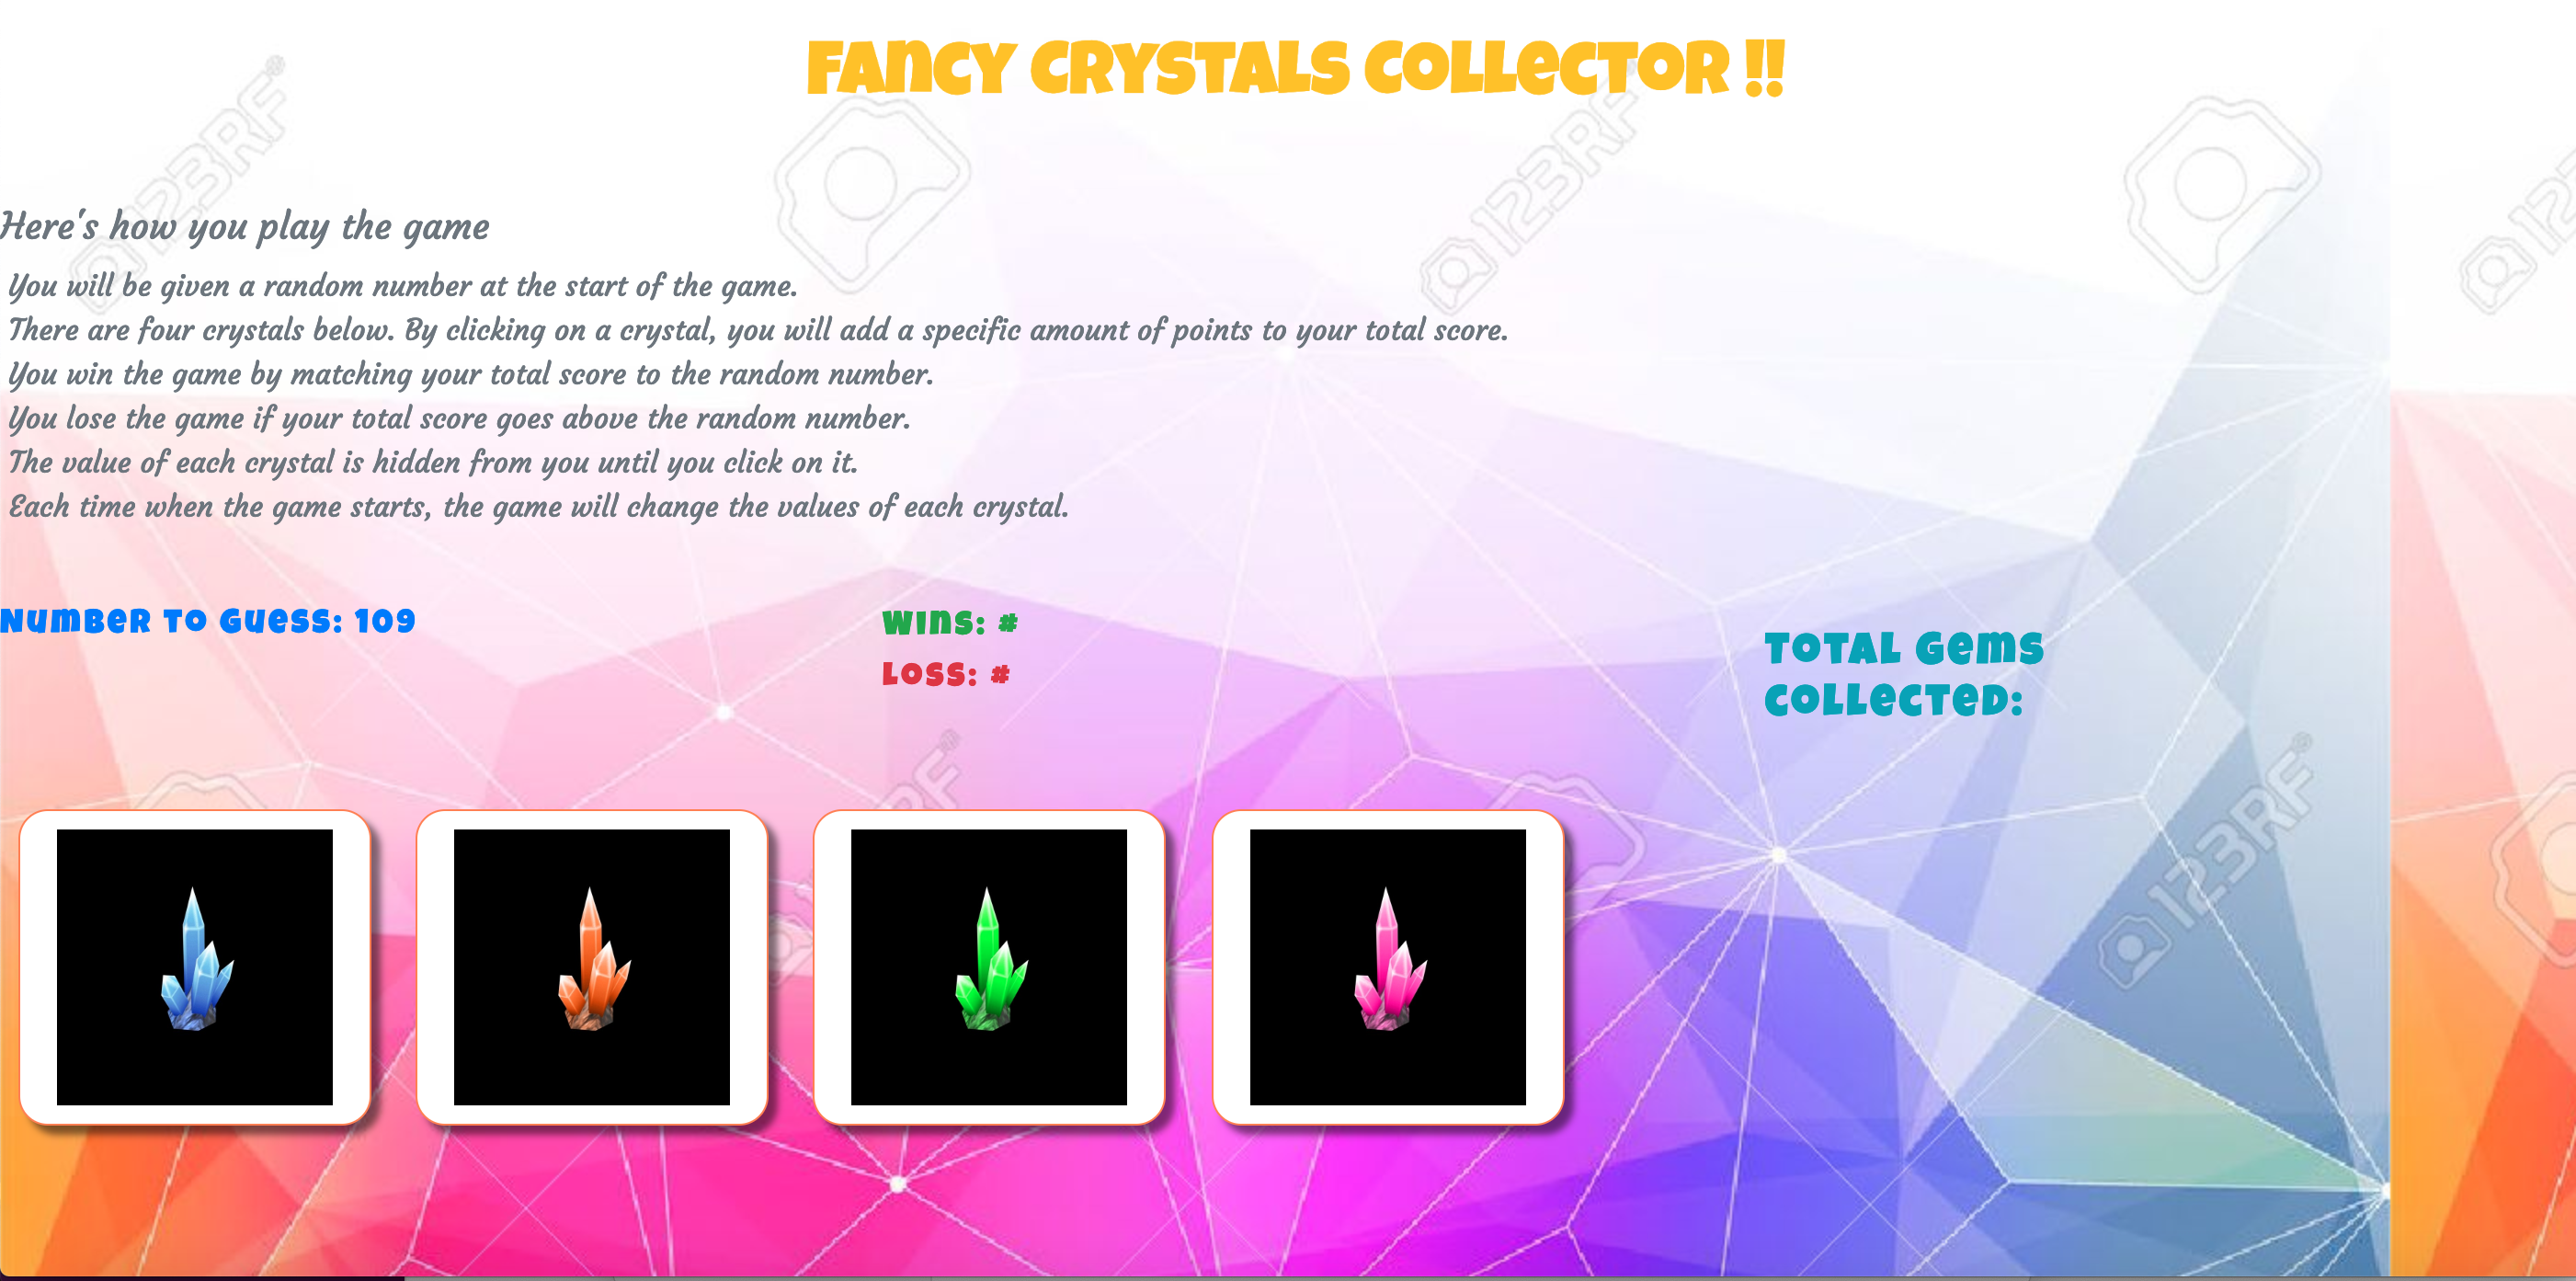 Fancy Crystals Collector !!
Here's how you play the game
You will be given a random number at the start of the game.
There are four crystals below. By clicking on a crystal, you will add a specific amount of points to your total score.
You win the game by matching your total score to the random number.
You lose the game if your total score goes above the random number.
The value of each crystal is hidden from you until you click on it.
Each time when the game starts, the game will change the values of each crystal.
Number to Guess: 109
Wins: #
Loss: #
Total Gems
Collected:
123RF®
123RF
123RF®